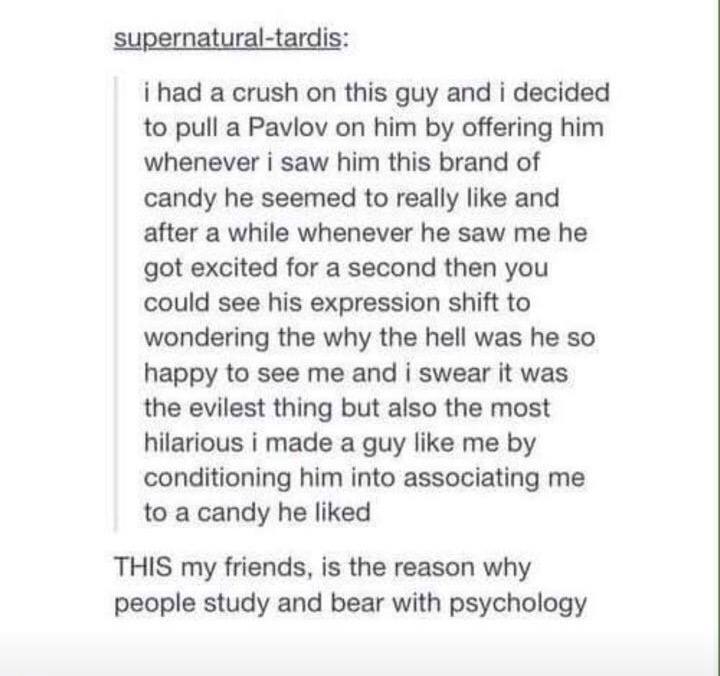 supernatural-tardis:
i had a crush on this guy and i decided
to pull a Pavlov on him by offering him
whenever i saw him this brand of
candy he seemed to really like and
after a while whenever he saw me he
got excited for a second then you
could see his expression shift to
wondering the why the hell was he so
happy to see me and i swear it was
the evilest thing but also the most
hilarious i made a guy like me by
conditioning him into associating me
to a candy he liked
THIS my friends, is the reason why
people study and bear with psychology